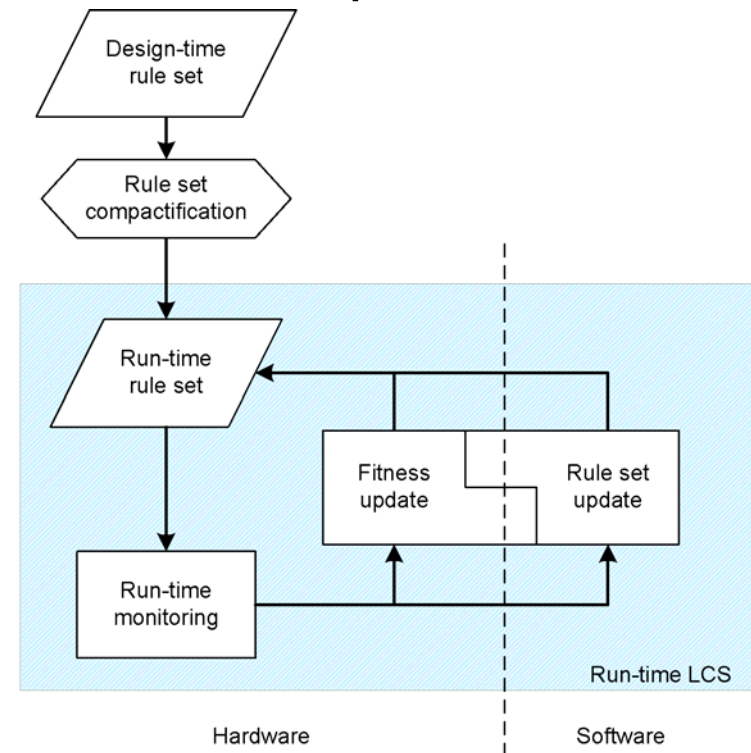 Design-time
rule set
Rule set
compactification
Run-time
rule set
Fitness
update
Rule set
update
Run-time
monitoring
Run-time LCS
Hardware
Software